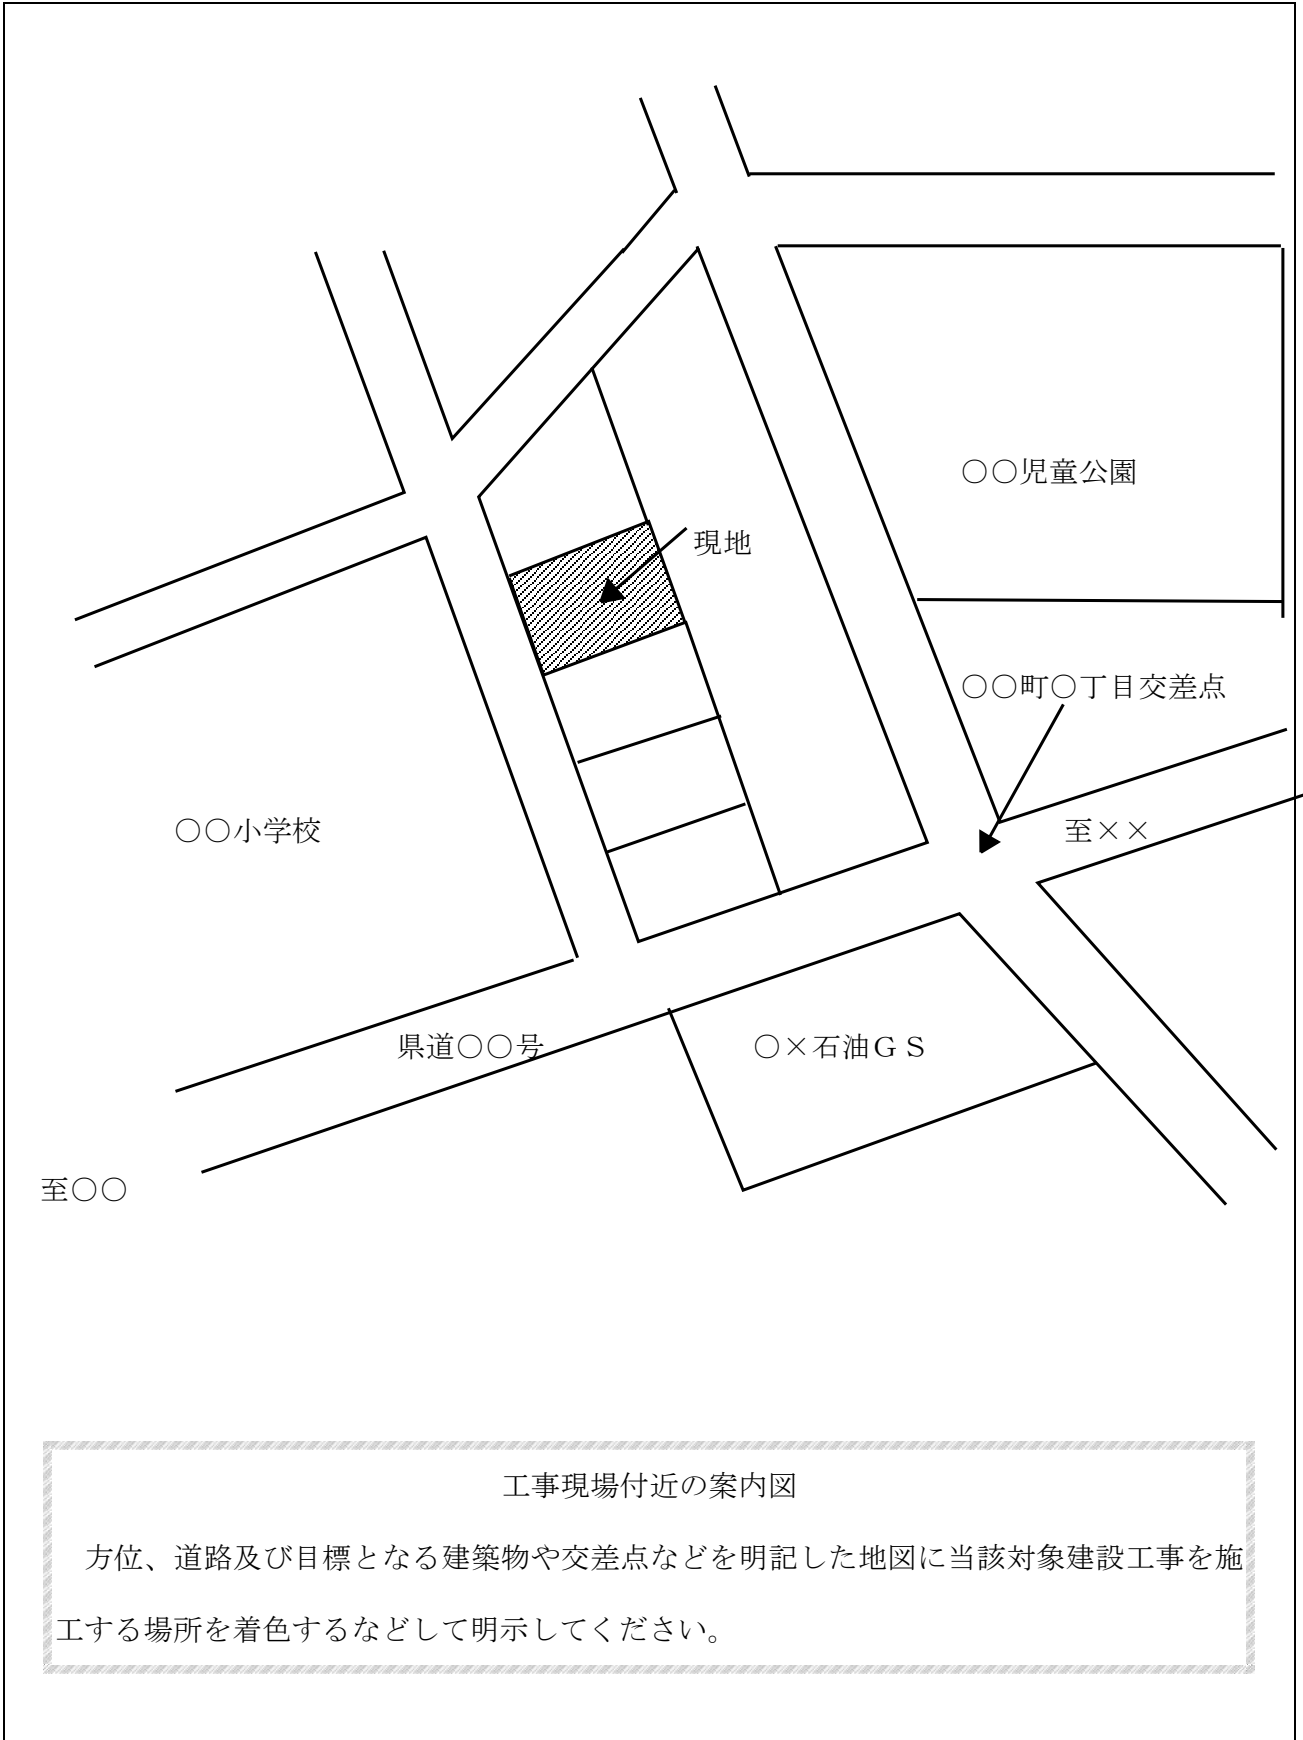 ○○児童公園
現地
○○町○丁目交差点
○○小学校
至××
県道○○号
○×石油ＧＳ
至○○
工事現場付近の案内図
方位、道路及び目標となる建築物や交差点などを明記した地図に当該対象建設工事を施
工する場所を着色するなどして明示してください。